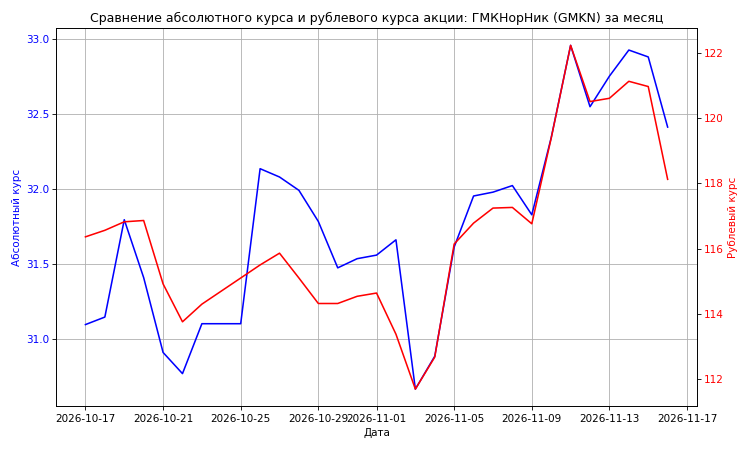 Сравнение абсолютного курса и рублевого курса акции: ГМКНорНик (GMKN) за месяц
33.0
32.5
32.0
31.5
31.0
Абсолютный курс
122
120
118
116
114
112
Рублевый курс
2026-10-17 2026-10-21 2026-10-25 2026-10-29 2026-11-01 2026-11-05 2026-11-09 2026-11-13 2026-11-17
Дата